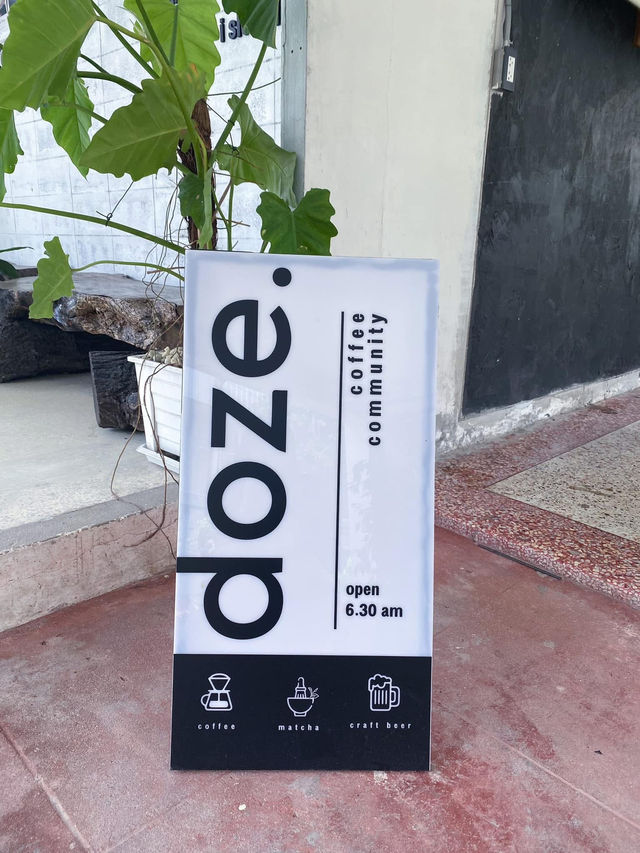 doze.
coffee
community
open
6.30 am
coffee
matcha
craft beer